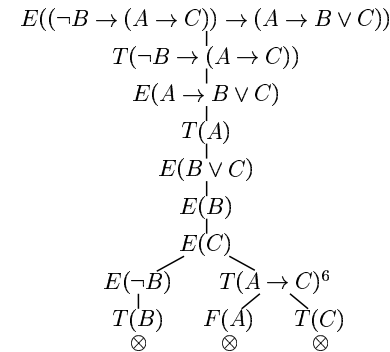 E((¬B → (A → C)) → (A → B ∨ C))
T(¬B → (A → C))
E(A → B ∨ C)
T(A)
E(B ∨ C)
E(B)
E(C)
E(¬B) T(A → C)⁶
T(B) F(A) T(C)
⊗ ⊗ ⊗